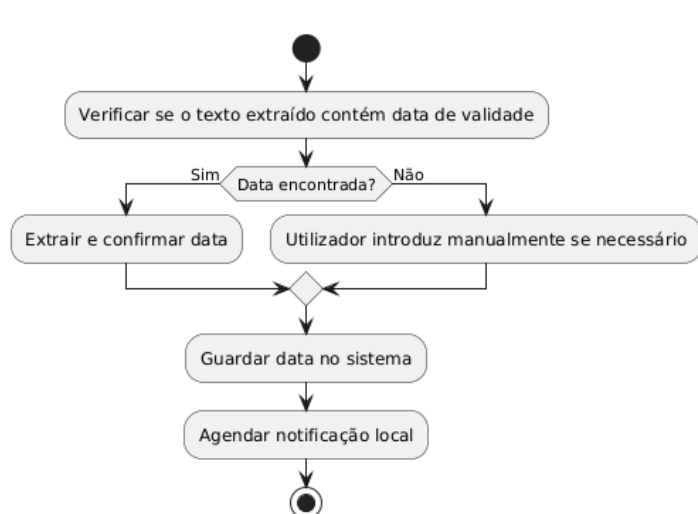 Verificar se o texto extraído contém data de validade
Sim
Data encontrada?
Não
Extrair e confirmar data
Utilizador introduz manualmente se necessário
Guardar data no sistema
Agendar notificação local